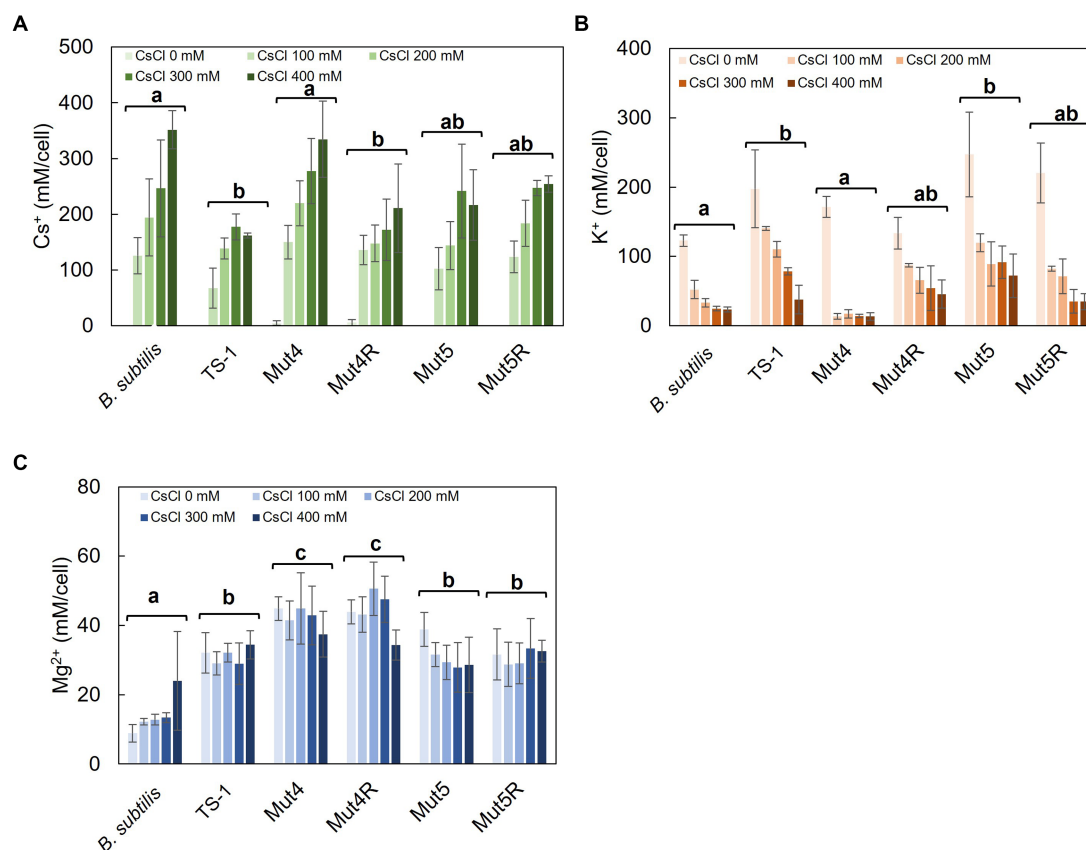 A
500
400
300
200
100
0
Cs⁺ (mM/cell)
CsCl 0 mM CsCl 100 mM CsCl 200 mM
CsCl 300 mM CsCl 400 mM
a
b
a
b
ab
ab
B. subtilis
TS-1
Mut4
Mut4R
Mut5
Mut5R
B
400
300
200
100
0
K⁺ (mM/cell)
CsCl 0 mM CsCl 100 mM CsCl 200 mM
CsCl 300 mM CsCl 400 mM
a
b
a
ab
b
ab
B. subtilis
TS-1
Mut4
Mut4R
Mut5
Mut5R
C
80
60
40
20
0
Mg²⁺ (mM/cell)
CsCl 0 mM CsCl 100 mM CsCl 200 mM
CsCl 300 mM CsCl 400 mM
a
b
c
c
b
b
B. subtilis
TS-1
Mut4
Mut4R
Mut5
Mut5R